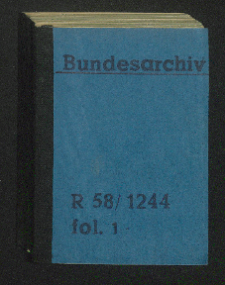 Bundesarchiv
R 58/1244
fol. 1